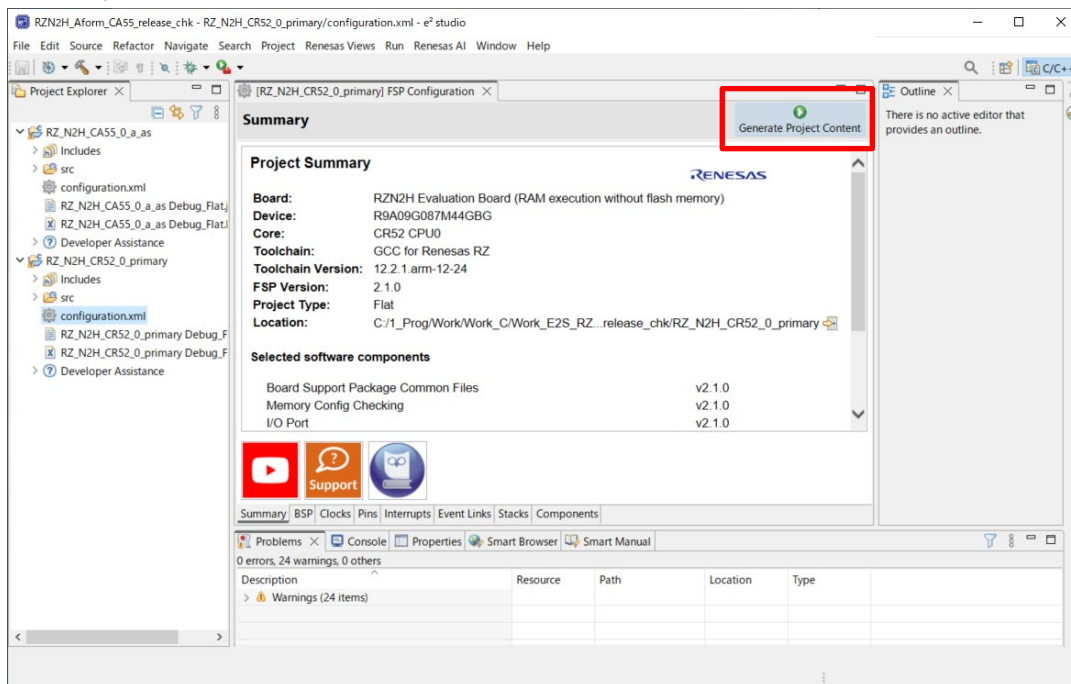 RZN2H_Aform_CA55_release_chk - RZ_N2H_CR52_0_primary/configuration.xml - e² studio
File Edit Source Refactor Navigate Search Project Renesas Views Run Renesas AI Window Help
C/C++
Project Explorer
RZ_N2H_CA55_0_a_as
Includes
src
configuration.xml
RZ_N2H_CA55_0_a_as Debug_Flat.j
RZ_N2H_CA55_0_a_as Debug_Flat.l
Developer Assistance
RZ_N2H_CR52_0_primary
Includes
src
configuration.xml
RZ_N2H_CR52_0_primary Debug_F
RZ_N2H_CR52_0_primary Debug_F
Developer Assistance
[RZ_N2H_CR52_0_primary] FSP Configuration
Summary
Generate Project Content
Project Summary
RENESAS
Board: RZN2H Evaluation Board (RAM execution without flash memory)
Device: R9A09G087M44GBG
Core: CR52 CPU0
Toolchain: GCC for Renesas RZ
Toolchain Version: 12.2.1.arm-12-24
FSP Version: 2.1.0
Project Type: Flat
Location: C:/1_Prog/Work/Work_C/Work_E2S_RZ...release_chk/RZ_N2H_CR52_0_primary
Selected software components
Board Support Package Common Files v2.1.0
Memory Config Checking v2.1.0
I/O Port v2.1.0
Support
Summary BSP Clocks Pins Interrupts Event Links Stacks Components
Outline
There is no active editor that
provides an outline.
Problems Console Properties Smart Browser Smart Manual
0 errors, 24 warnings, 0 others
Description Resource Path Location Type
Warnings (24 items)